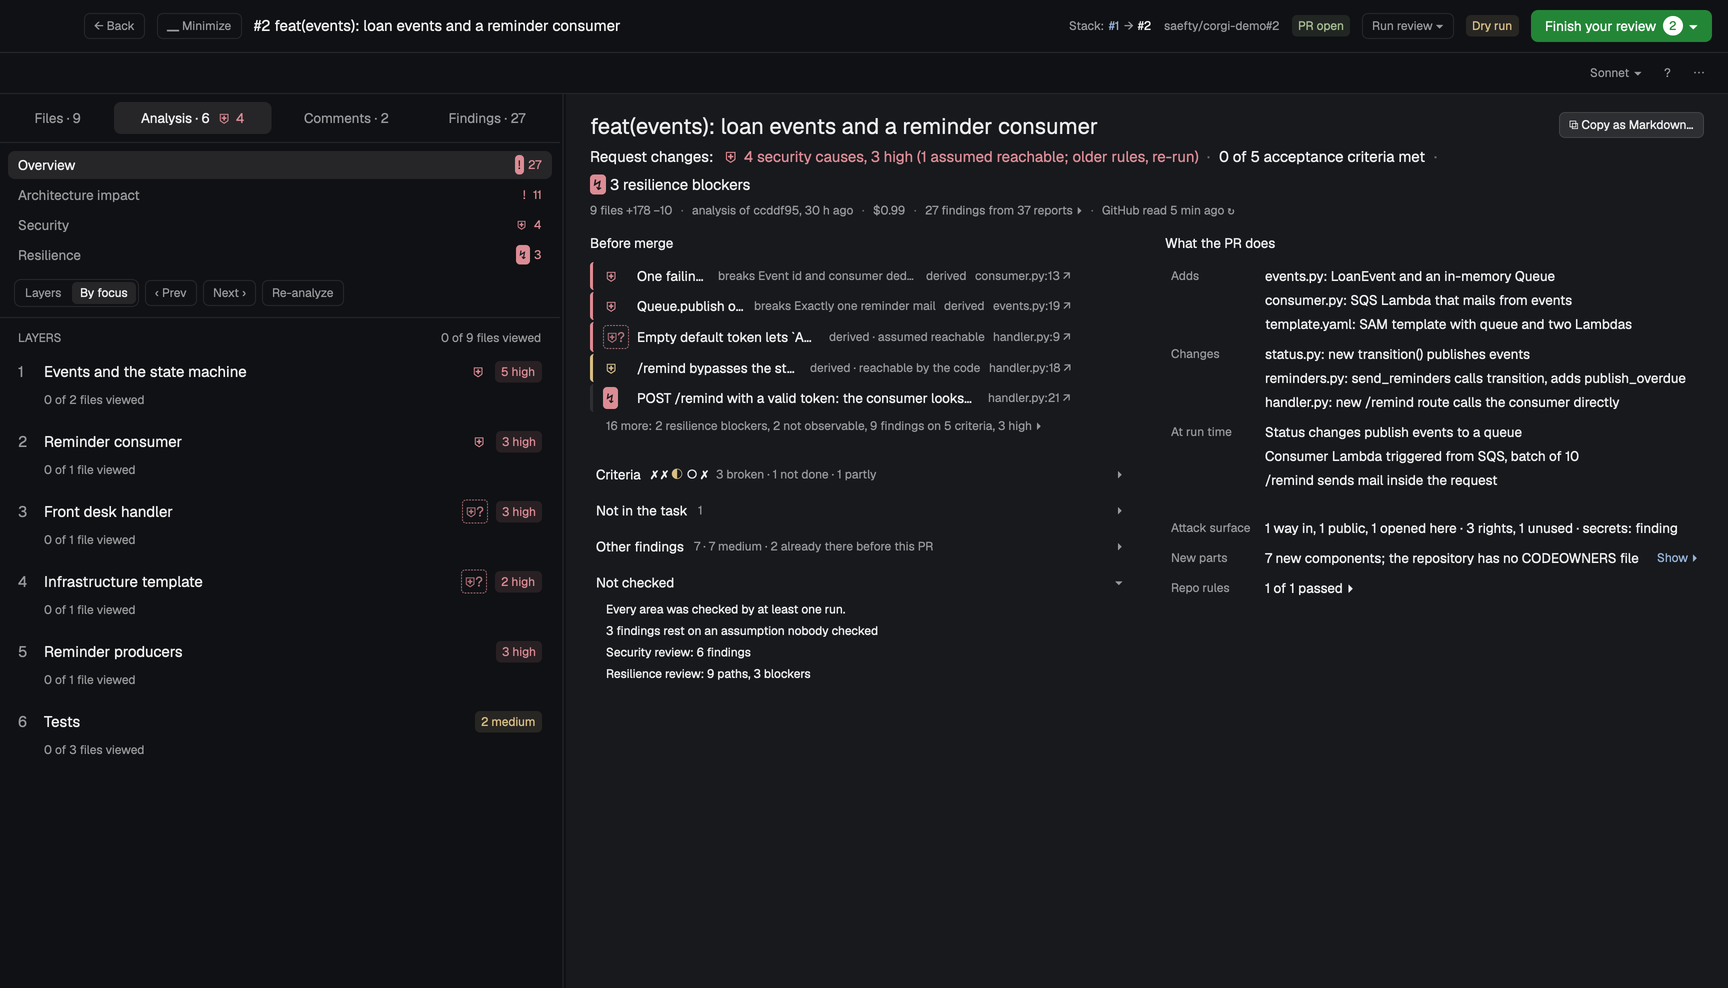 ← Back
Minimize
#2 feat(events): loan events and a reminder consumer
Stack: #1 → #2
saefty/corgi-demo#2
PR open
Run review
Dry run
Finish your review 2
Sonnet
?
···
Files · 9
Analysis · 6 4
Comments · 2
Findings · 27
Overview ! 27
Architecture impact ! 11
Security 4
Resilience 3
Layers
By focus
‹ Prev
Next ›
Re-analyze
LAYERS 0 of 9 files viewed
1 Events and the state machine 5 high
0 of 2 files viewed
2 Reminder consumer 3 high
0 of 1 file viewed
3 Front desk handler ? 3 high
0 of 1 file viewed
4 Infrastructure template ? 2 high
0 of 1 file viewed
5 Reminder producers 3 high
0 of 1 file viewed
6 Tests 2 medium
0 of 3 files viewed
feat(events): loan events and a reminder consumer
Copy as Markdown…
Request changes: 4 security causes, 3 high (1 assumed reachable; older rules, re-run) · 0 of 5 acceptance criteria met ·
3 resilience blockers
9 files +178 −10 · analysis of ccddf95, 30 h ago · $0.99 · 27 findings from 37 reports · GitHub read 5 min ago ↻
Before merge
One failin… breaks Event id and consumer ded… derived consumer.py:13 ↗
Queue.publish o… breaks Exactly one reminder mail derived events.py:19 ↗
? Empty default token lets `A… derived · assumed reachable handler.py:9 ↗
/remind bypasses the st… derived · reachable by the code handler.py:18 ↗
POST /remind with a valid token: the consumer looks… handler.py:21 ↗
16 more: 2 resilience blockers, 2 not observable, 9 findings on 5 criteria, 3 high
Criteria ✗✗◐○✗ 3 broken · 1 not done · 1 partly
Not in the task 1
Other findings 7 · 7 medium · 2 already there before this PR
Not checked
Every area was checked by at least one run.
3 findings rest on an assumption nobody checked
Security review: 6 findings
Resilience review: 9 paths, 3 blockers
What the PR does
Adds events.py: LoanEvent and an in-memory Queue
consumer.py: SQS Lambda that mails from events
template.yaml: SAM template with queue and two Lambdas
Changes status.py: new transition() publishes events
reminders.py: send_reminders calls transition, adds publish_overdue
handler.py: new /remind route calls the consumer directly
At run time Status changes publish events to a queue
Consumer Lambda triggered from SQS, batch of 10
/remind sends mail inside the request
Attack surface 1 way in, 1 public, 1 opened here · 3 rights, 1 unused · secrets: finding
New parts 7 new components; the repository has no CODEOWNERS file Show
Repo rules 1 of 1 passed